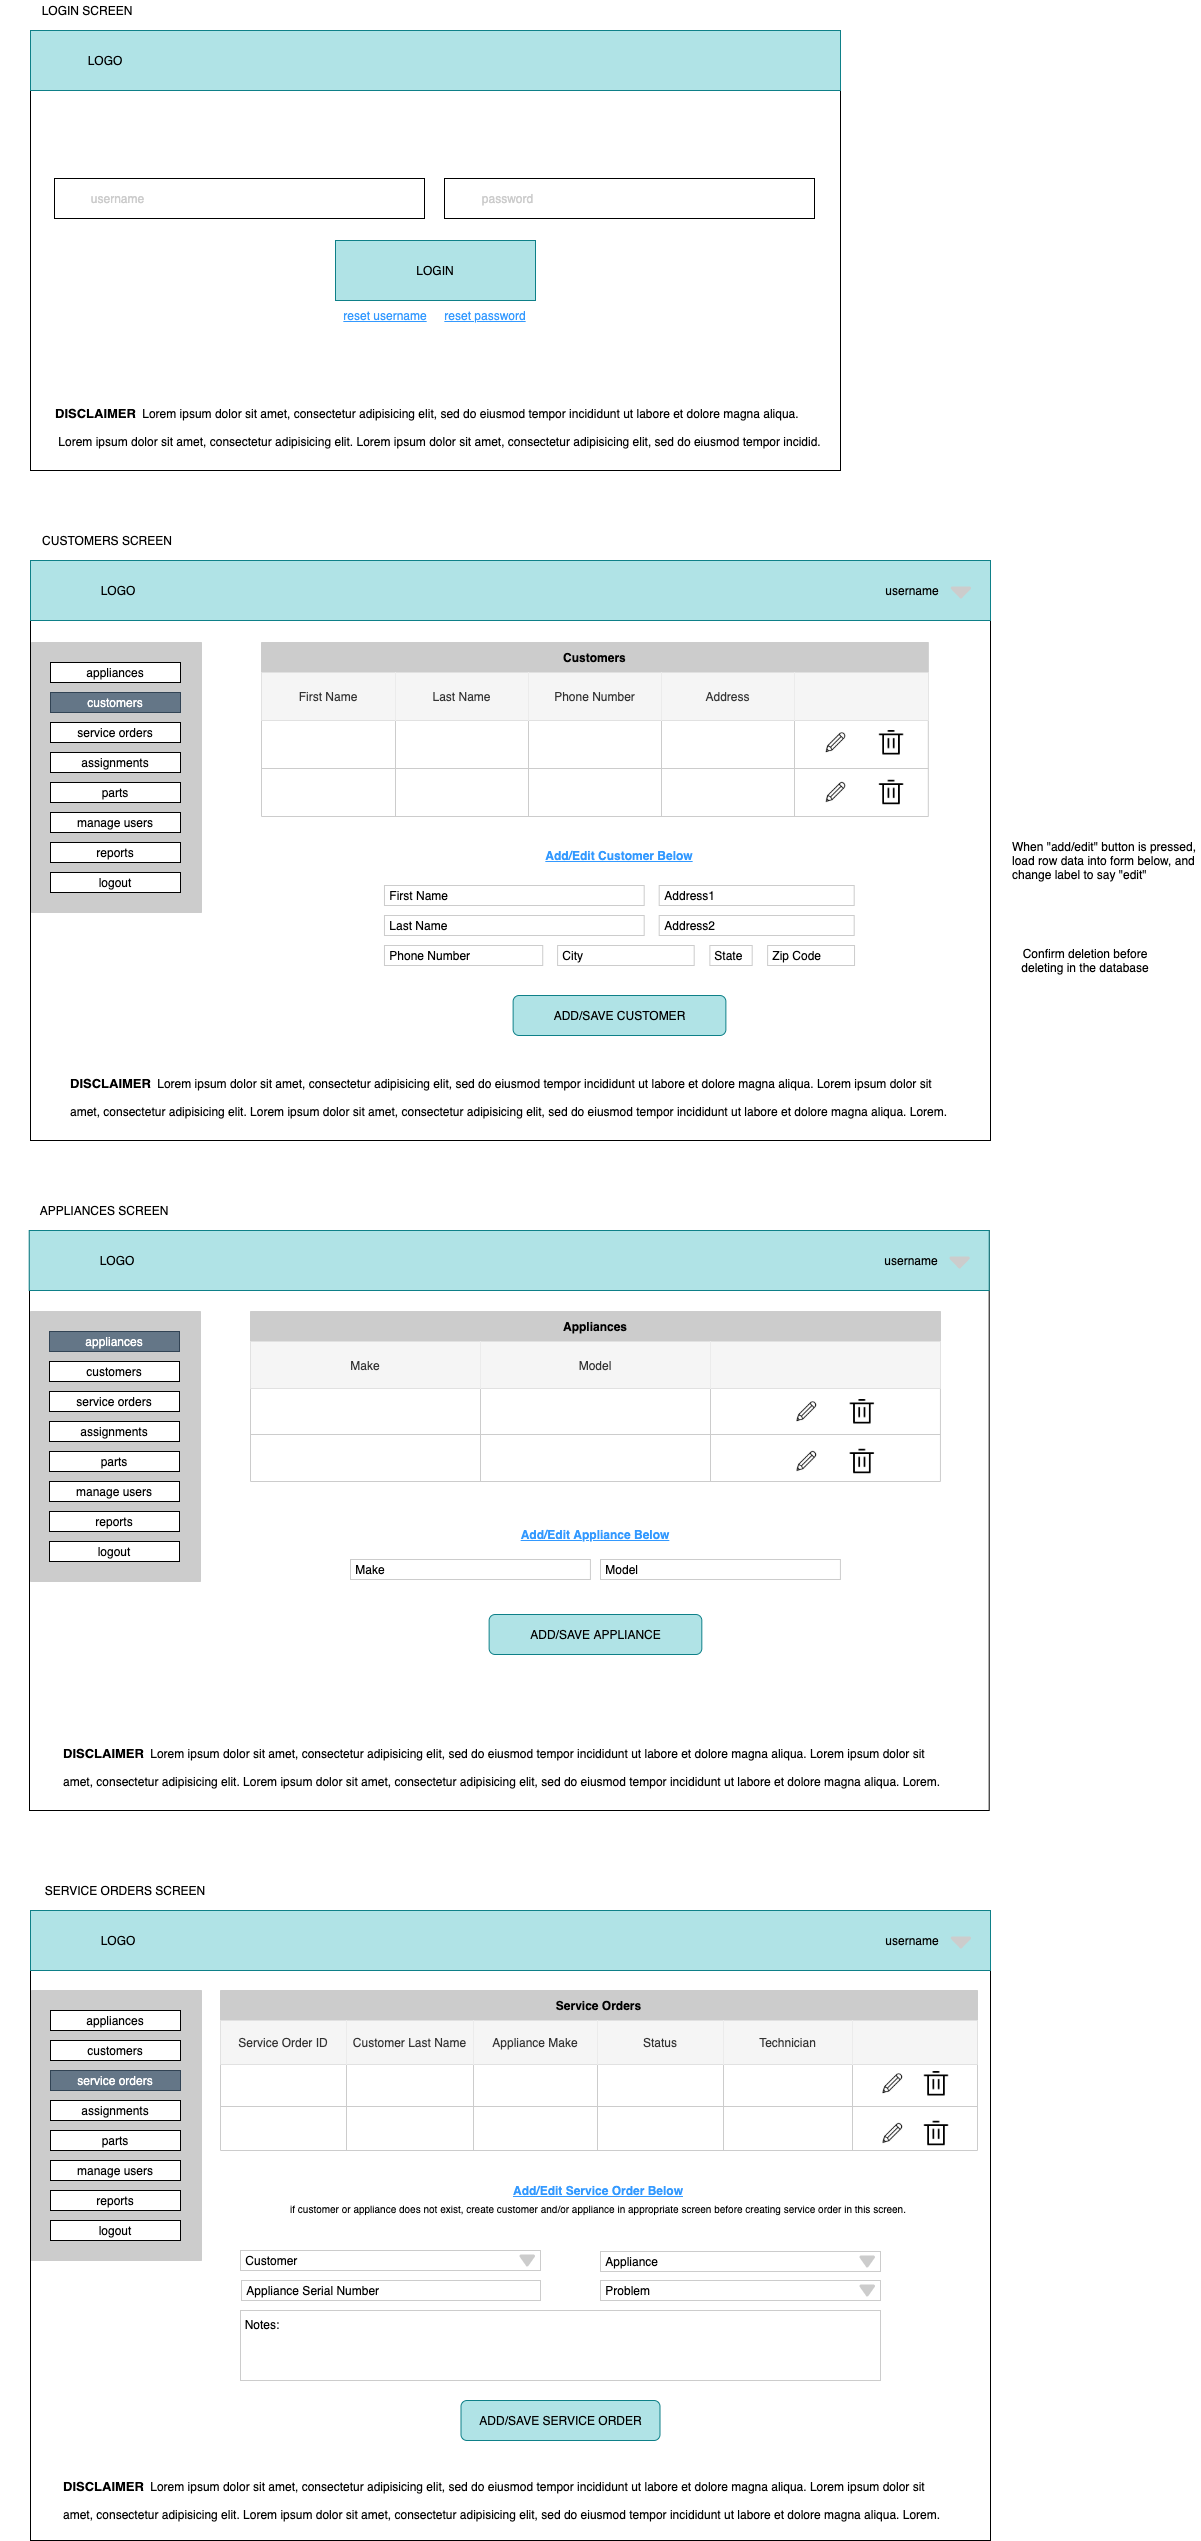 LOGIN SCREEN
LOGO
username
password
LOGIN
reset username reset password
DISCLAIMER Lorem ipsum dolor sit amet, consectetur adipisicing elit, sed do eiusmod tempor incididunt ut labore et dolore magna aliqua.
Lorem ipsum dolor sit amet, consectetur adipisicing elit. Lorem ipsum dolor sit amet, consectetur adipisicing elit, sed do eiusmod tempor incidid.
CUSTOMERS SCREEN
LOGO
username
appliances
customers
service orders
assignments
parts
manage users
reports
logout
Customers
First Name
Last Name
Phone Number
Address
Add/Edit Customer Below
First Name
Address1
Last Name
Address2
Phone Number
City
State
Zip Code
ADD/SAVE CUSTOMER
When "add/edit" button is pressed,
load row data into form below, and
change label to say "edit"
Confirm deletion before
deleting in the database
DISCLAIMER Lorem ipsum dolor sit amet, consectetur adipisicing elit, sed do eiusmod tempor incididunt ut labore et dolore magna aliqua. Lorem ipsum dolor sit
amet, consectetur adipisicing elit. Lorem ipsum dolor sit amet, consectetur adipisicing elit, sed do eiusmod tempor incididunt ut labore et dolore magna aliqua. Lorem.
APPLIANCES SCREEN
LOGO
username
appliances
customers
service orders
assignments
parts
manage users
reports
logout
Appliances
Make
Model
Add/Edit Appliance Below
Make
Model
ADD/SAVE APPLIANCE
DISCLAIMER Lorem ipsum dolor sit amet, consectetur adipisicing elit, sed do eiusmod tempor incididunt ut labore et dolore magna aliqua. Lorem ipsum dolor sit
amet, consectetur adipisicing elit. Lorem ipsum dolor sit amet, consectetur adipisicing elit, sed do eiusmod tempor incididunt ut labore et dolore magna aliqua. Lorem.
SERVICE ORDERS SCREEN
LOGO
username
appliances
customers
service orders
assignments
parts
manage users
reports
logout
Service Orders
Service Order ID
Customer Last Name
Appliance Make
Status
Technician
Add/Edit Service Order Below
if customer or appliance does not exist, create customer and/or appliance in appropriate screen before creating service order in this screen.
Customer
Appliance
Appliance Serial Number
Problem
Notes:
ADD/SAVE SERVICE ORDER
DISCLAIMER Lorem ipsum dolor sit amet, consectetur adipisicing elit, sed do eiusmod tempor incididunt ut labore et dolore magna aliqua. Lorem ipsum dolor sit
amet, consectetur adipisicing elit. Lorem ipsum dolor sit amet, consectetur adipisicing elit, sed do eiusmod tempor incididunt ut labore et dolore magna aliqua. Lorem.